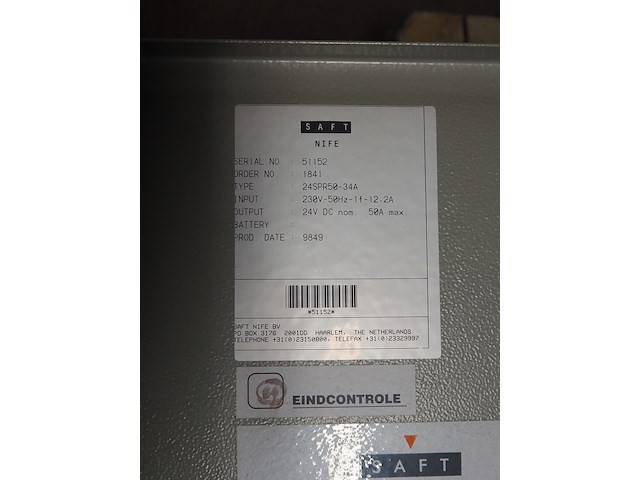 SAFT
NIFE
SERIAL NO : 51152
ORDER NO. : 1841
TYPE : 24SPR50-34A
INPUT : 230V-50Hz-1f-12.2A
OUTPUT : 24V DC nom 50A max
BATTERY :
PROD DATE : 9849
*51152*
SAFT NIFE BV
PO BOX 3176 2001DD HAARLEM, THE NETHERLANDS
TELEPHONE +31(0)23150800, TELEFAX +31(0)23329997
EINDCONTROLE
SAFT